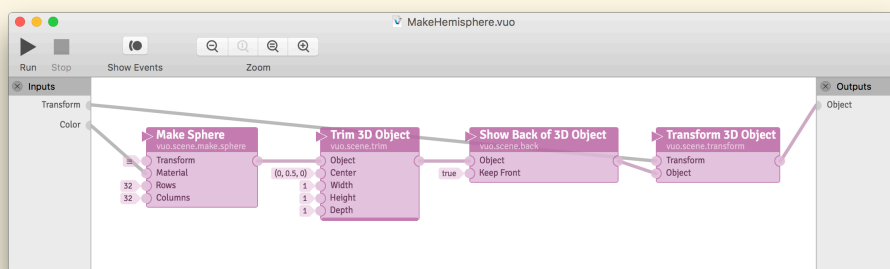 MakeHemisphere.vuo
Run
Stop
Show Events
Zoom
Inputs
Transform
Color
Make Sphere
vuo.scene.make.sphere
Transform
Material
32 Rows
32 Columns
Trim 3D Object
vuo.scene.trim
Object
(0, 0.5, 0) Center
1 Width
1 Height
1 Depth
Show Back of 3D Object
vuo.scene.back
Object
true Keep Front
Transform 3D Object
vuo.scene.transform
Transform
Object
Outputs
Object